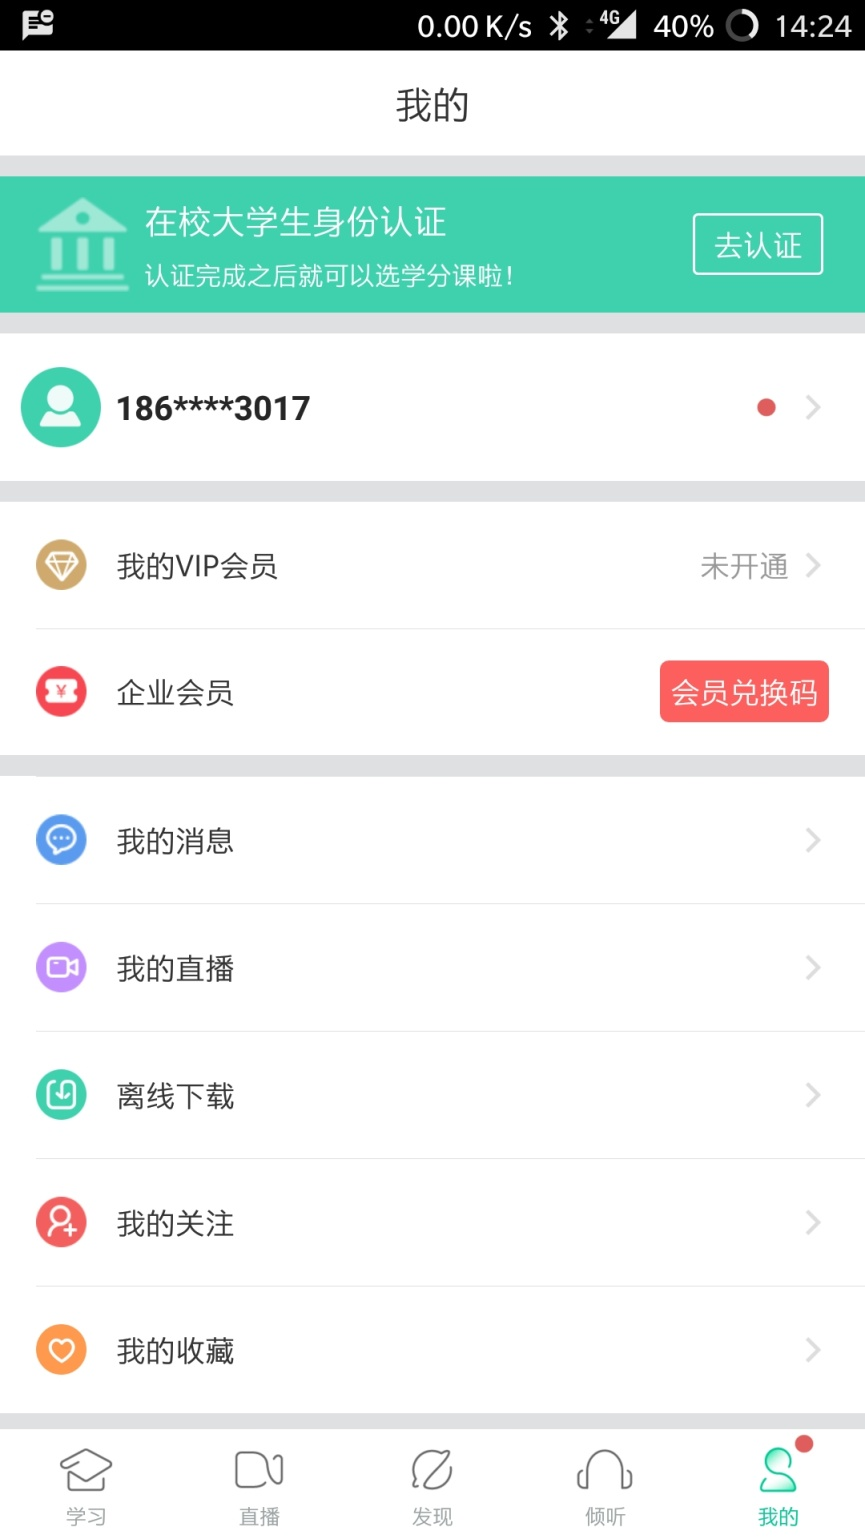 0.00 K/s 4G 40% 14:24
我的
在校大学生身份认证
认证完成之后就可以选学分课啦！
去认证
186****3017
我的VIP会员 未开通
企业会员 会员兑换码
我的消息
我的直播
离线下载
我的关注
我的收藏
学习 直播 发现 倾听 我的